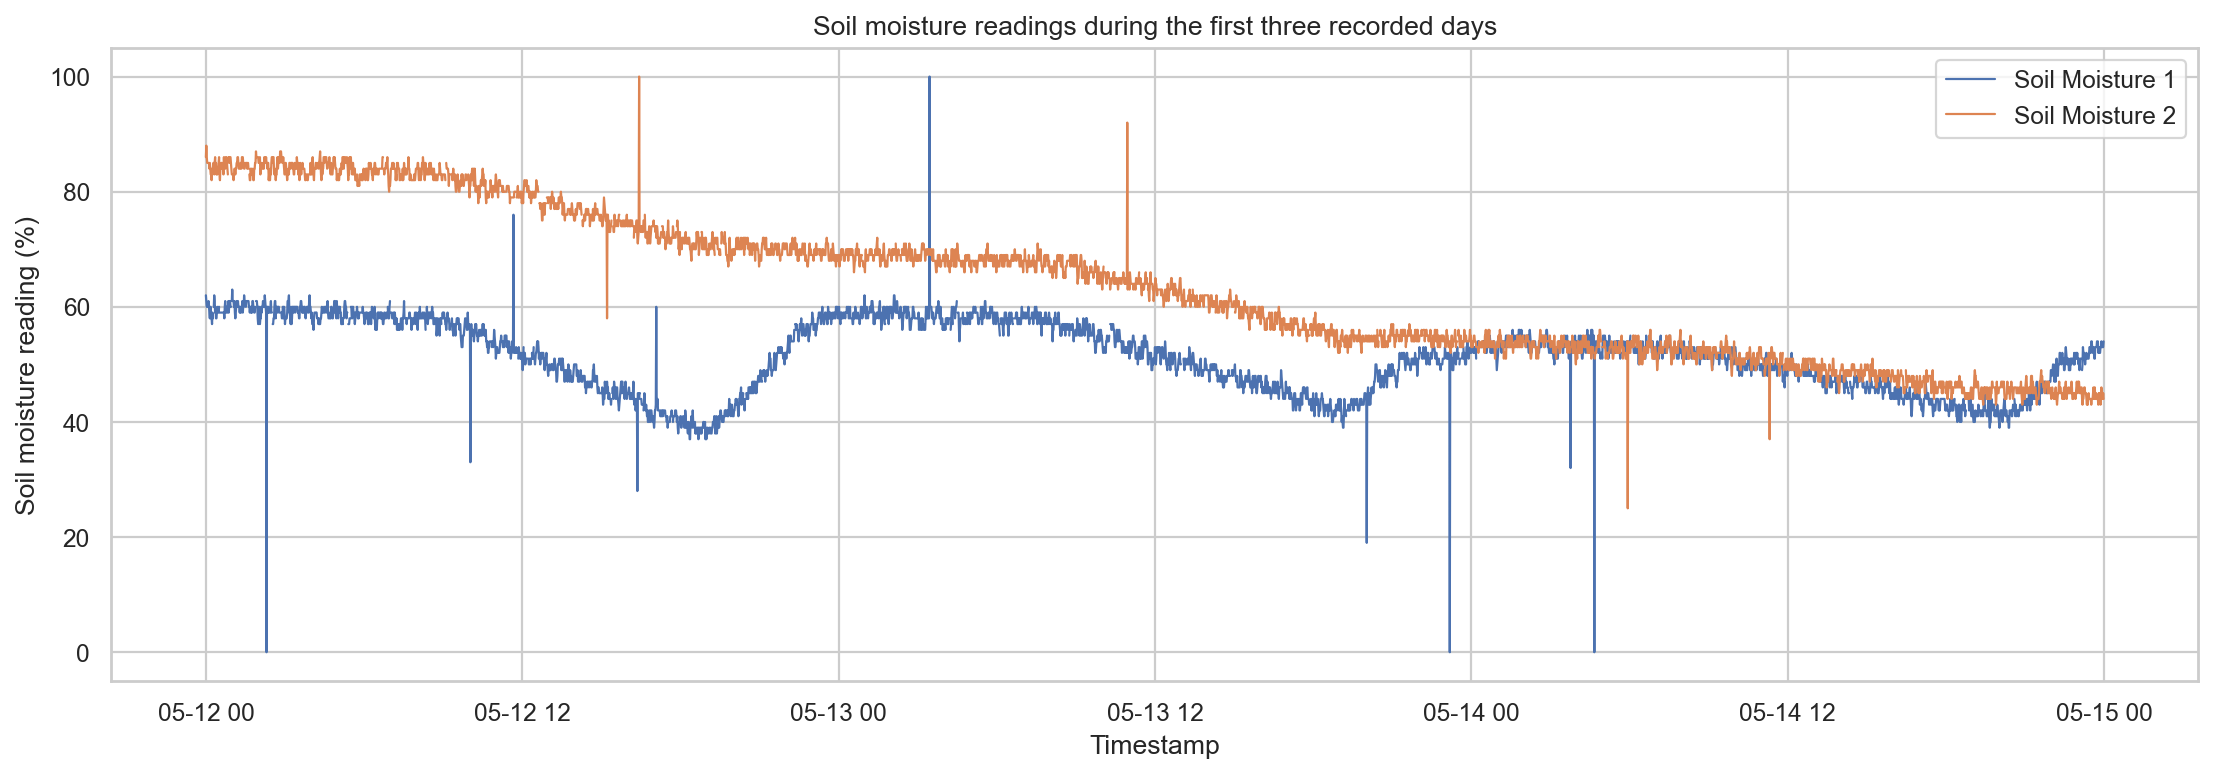 Soil moisture readings during the first three recorded days
Soil Moisture 1
Soil Moisture 2
Soil moisture reading (%)
100
80
60
40
20
0
05-12 00
05-12 12
05-13 00
05-13 12
05-14 00
05-14 12
05-15 00
Timestamp